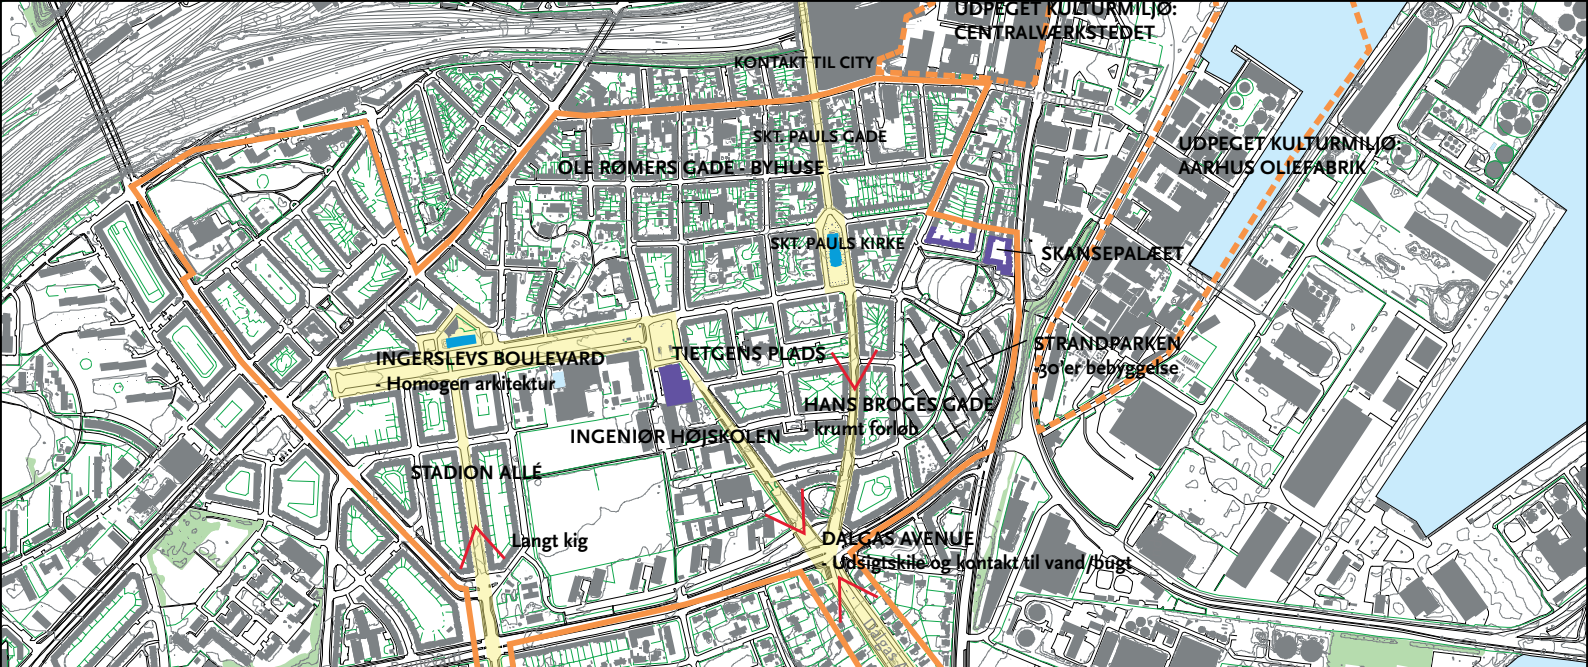 UDPEGET KULTURMILJØ:
CENTRALVÆRKSTEDET
KONTAKT TIL CITY
SKT. PAULS GADE
UDPEGET KULTURMILJØ:
AARHUS OLIEFABRIK
OLE RØMERS GADE - BYHUSE
SKT. PAULS KIRKE
SKANSEPALÆET
STRANDPARKEN
-30'er bebyggelse
INGERSLEVS BOULEVARD
- Homogen arkitektur
TIETGENS PLADS
HANS BROGES GADE
- krumt forløb
INGENIØR HØJSKOLEN
STADION ALLÉ
Langt kig
DALGAS AVENUE
- Udsigtskile og kontakt til vand/bugt